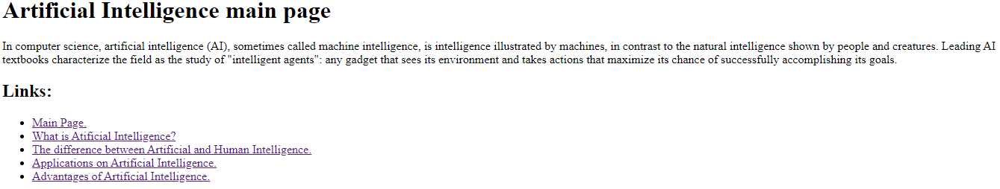 Artificial Intelligence main page
In computer science, artificial intelligence (AI), sometimes called machine intelligence, is intelligence illustrated by machines, in contrast to the natural intelligence shown by people and creatures. Leading AI
textbooks characterize the field as the study of "intelligent agents": any gadget that sees its environment and takes actions that maximize its chance of successfully accomplishing its goals.
Links:
• Main Page.
• What is Atificial Intelligence?
• The difference between Artificial and Human Intelligence.
• Applications on Artificial Intelligence.
• Advantages of Artificial Intelligence.